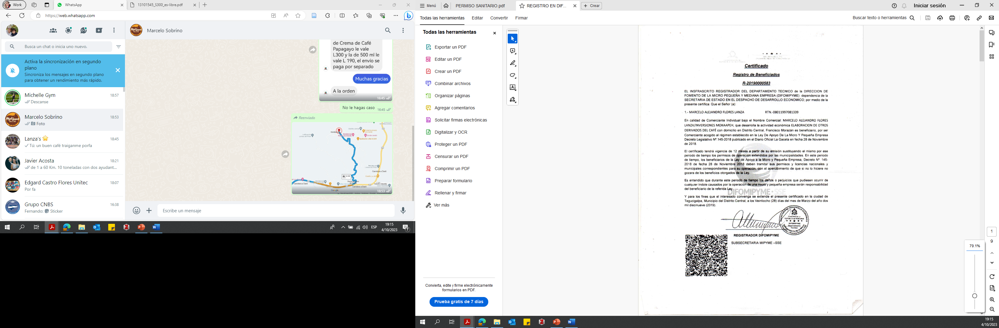 Work
WhatsApp
13101545_S300_es-libre.pdf
https://web.whatsapp.com
Busca un chat o inicia uno nuevo.
Activa la sincronización en segundo
plano
Sincroniza los mensajes en segundo plano
para obtener un rendimiento más rápido.
Michelle Gym
18:57
Descanse
Marcelo Sobrino
18:53
Foto
Lanza's
18:45
Tú: un buen café traiganme porfa
Javier Acosta
18:21
de 1 a 60 Km. 10 toneladas con dos ayudant...
Edgard Castro Flores Unitec
18:07
Por fa
Grupo CNBS
16:38
Fernando: Sticker
Marcelo Sobrino
de Crema de Café
Papagayo le vale
L300 y la de 500 ml le
vale L 190, el envío se
paga por separado
Muchas gracias
A la orden
16:45
No le hagas caso
16:45
Reenviado
Carretera a Danlí
Carretera a Danlí
Carretera a Danlí
Google
18:53
Escribe un mensaje
ESP
19:15
4/10/2023
7
Menú
PERMISO SANITARIO.pdf
REGISTRO EN DIF...
Crear
Iniciar sesión
Todas las herramientas
Editar
Convertir
Firmar
Buscar texto o herramientas
Todas las herramientas
Exportar un PDF
Editar un PDF
Crear un PDF
Combinar archivos
Organizar páginas
Agregar comentarios
Solicitar firmas electrónicas
Digitalizar y OCR
Proteger un PDF
Censurar un PDF
Comprimir un PDF
Preparar formulario
Rellenar y firmar
Ver más
Convierta, edite y firme electrónicamente
formularios en PDF.
Prueba gratis de 7 días
Certificado
Registro de Beneficiados
R-20190000583
EL INSFRASCRITO REGISTRADOR DEL DEPARTAMENTO TECNICO de la DIRECCION DE
FOMENTO DE LA MICRO PEQUEÑA Y MEDIANA EMPRESA (DIFOMIPYME) dependencia de la
SECRETARIA DE ESTADO EN EL DESPACHO DE DESARROLLO ECONOMICO; por medio de la
presente certifica: Que el Señor (a):
1.- MARCELO ALEJANDRO FLORES LANZA RTN.-08011997081339
En calidad de Comerciante Individual bajo el Nombre Comercial: MARCELO ALEJANDRO FLORES
LANZA/INVERSIONES MOKAAPEH, que desarrolla la actividad económica ELABORACION DE OTROS
DERIVADOS DEL CAFÉ con domicilio en Distrito Central, Francisco Morazán es beneficiario, por ser
Comerciante acogido al régimen establecido en la Ley De Apoyo De La Micro Y Pequeña Empresa
Decreto Legislativo Nº.145-2018 publicado en el Diario Oficial La Gaceta en fecha 28 de Noviembre
de 2018.
El certificado tendrá vigencia de 12 meses a partir de su emisión sustituyendo el mismo por ese
periodo de tiempo los permisos de operación extendidos por las municipalidades. En este periodo
de tiempo, los beneficiarios de la Ley de Apoyo a la Micro y Pequeña Empresa, Decreto Nº. 145-
2018 de fecha 28 de Noviembre 2018 deben tramitar sus permisos y licencias nacionales y
municipales correspondientes para su operación, con el apercibimiento de que si no lo hiciere no
gozara de los beneficios otorgados de la Ley.
Es entendido que durante este periodo de tiempo los daños o perjuicios que pudiesen ocurrir de
cualquier índole causados por la operación de una micro y pequeña empresa serán responsabilidad
del beneficiario de la referida Ley
DIFOMIPYME - SSE
Y para los fines que el interesado convenga se extiende el presente certificado en la ciudad de
Tegucigalpa, Municipio del Distrito Central, a los Veintiocho (28) días del mes de Marzo del año dos
mil diecinueve (2019).
REGISTRADOR DIFOMIPYME
SUBSECRETARIA MIPYME –SSE
79.1%
1
9
19:15
4/10/2023